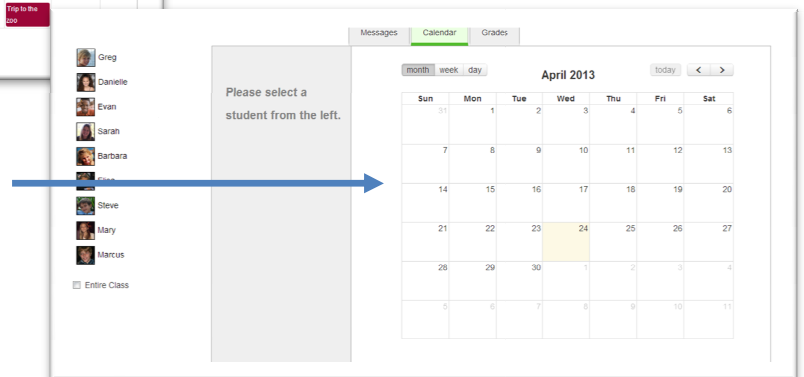 Trip to the
zoo
Messages Calendar Grades
Greg
Danielle
Evan
Sarah
Barbara
Steve
Mary
Marcus
Entire Class
Please select a
student from the left.
month week day
April 2013
today < >
Sun Mon Tue Wed Thu Fri Sat
31 1 2 3 4 5 6
7 8 9 10 11 12 13
14 15 16 17 18 19 20
21 22 23 24 25 26 27
28 29 30 1 2 3 4
5 6 7 8 9 10 11